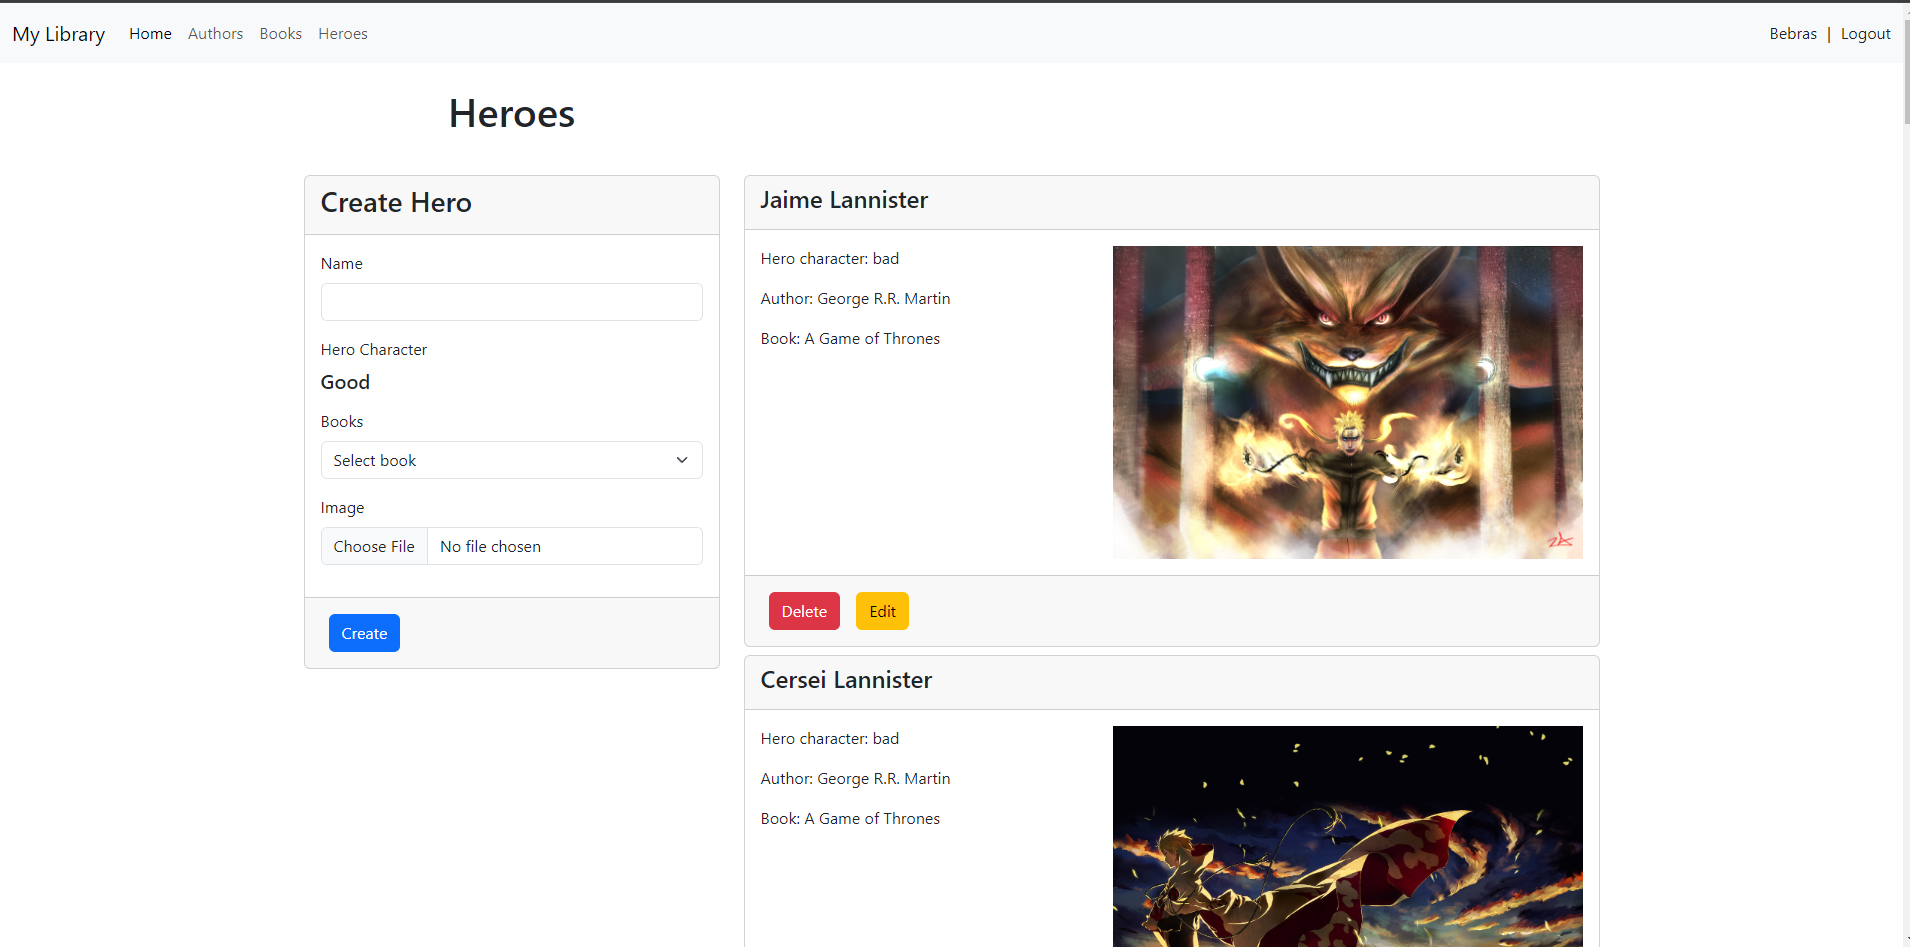 My Library Home Authors Books Heroes Bebras | Logout
Heroes
Create Hero
Name
Hero Character
Good
Books
Select book
Image
Choose File No file chosen
Create
Jaime Lannister
Hero character: bad
Author: George R.R. Martin
Book: A Game of Thrones
Delete Edit
Cersei Lannister
Hero character: bad
Author: George R.R. Martin
Book: A Game of Thrones